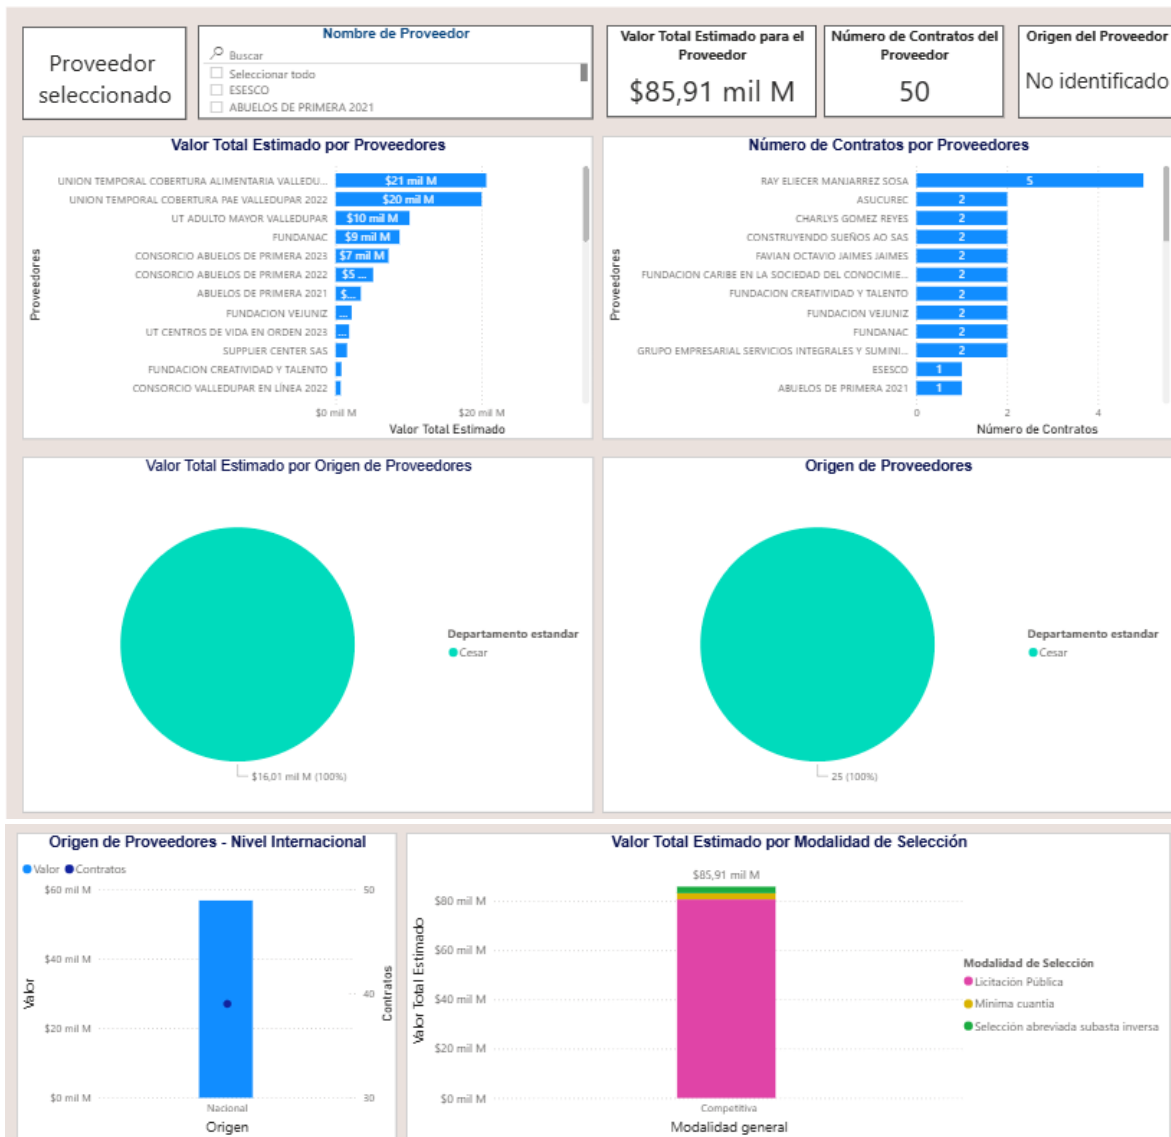 Proveedor
seleccionado
Nombre de Proveedor
Buscar
Seleccionar todo
ESESCO
ABUELOS DE PRIMERA 2021
Valor Total Estimado para el
Proveedor
$85,91 mil M
Número de Contratos del
Proveedor
50
Origen del Proveedor
No identificado
Valor Total Estimado por Proveedores
Proveedores
UNION TEMPORAL COBERTURA ALIMENTARIA VALLEDU... $21 mil M
UNION TEMPORAL COBERTURA PAE VALLEDUPAR 2022 $20 mil M
UT ADULTO MAYOR VALLEDUPAR $10 mil M
FUNDANAC $9 mil M
CONSORCIO ABUELOS DE PRIMERA 2023 $7 mil M
CONSORCIO ABUELOS DE PRIMERA 2022 $5 ...
ABUELOS DE PRIMERA 2021 $...
FUNDACION VEJUNIZ ...
UT CENTROS DE VIDA EN ORDEN 2023 ...
SUPPLIER CENTER SAS
FUNDACION CREATIVIDAD Y TALENTO
CONSORCIO VALLEDUPAR EN LÍNEA 2022
$0 mil M $20 mil M
Valor Total Estimado
Número de Contratos por Proveedores
Proveedores
RAY ELIECER MANJARREZ SOSA 5
ASUCUREC 2
CHARLYS GOMEZ REYES 2
CONSTRUYENDO SUEÑOS AO SAS 2
FAVIAN OCTAVIO JAIMES JAIMES 2
FUNDACION CARIBE EN LA SOCIEDAD DEL CONOCIMIE... 2
FUNDACION CREATIVIDAD Y TALENTO 2
FUNDACION VEJUNIZ 2
FUNDANAC 2
GRUPO EMPRESARIAL SERVICIOS INTEGRALES Y SUMINI... 2
ESESCO 1
ABUELOS DE PRIMERA 2021 1
0 2 4
Número de Contratos
Valor Total Estimado por Origen de Proveedores
Departamento estandar
Cesar
$16,01 mil M (100%)
Origen de Proveedores
Departamento estandar
Cesar
25 (100%)
Origen de Proveedores - Nivel Internacional
Valor Contratos
$60 mil M
$40 mil M
$20 mil M
$0 mil M
Valor
50
40
30
Contratos
Nacional
Origen
Valor Total Estimado por Modalidad de Selección
$85,91 mil M
$80 mil M
$60 mil M
$40 mil M
$20 mil M
$0 mil M
Valor Total Estimado
Competitiva
Modalidad general
Modalidad de Selección
Licitación Pública
Mínima cuantía
Selección abreviada subasta inversa